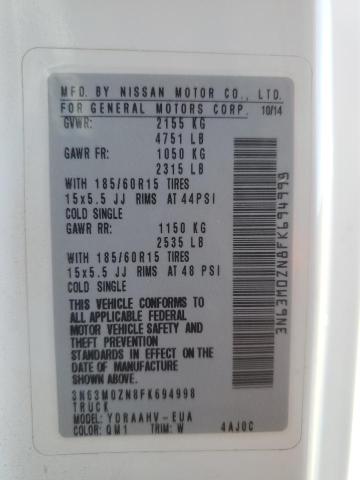 MFD. BY NISSAN MOTOR CO., LTD.
FOR GENERAL MOTORS CORP. 10/14
GVWR: 2155 KG
4751 LB
GAWR FR: 1050 KG
2315 LB
WITH 185/60R15 TIRES
15x5.5 JJ RIMS AT 44PSI
COLD SINGLE
GAWR RR: 1150 KG
2535 LB
WITH 185/60R15 TIRES
15x5.5 JJ RIMS AT 48 PSI
COLD SINGLE
THIS VEHICLE CONFORMS TO
ALL APPLICABLE FEDERAL
MOTOR VEHICLE SAFETY AND
THEFT PREVENTION
STANDARDS IN EFFECT ON
THE DATE OF MANUFACTURE
SHOWN ABOVE.
3N63M0ZN8FK694998
TRUCK
MODEL: YDRAAHV-EUA
COLOR: QM1 TRIM: W 4AJ0C
3N63M0ZN8FK694998